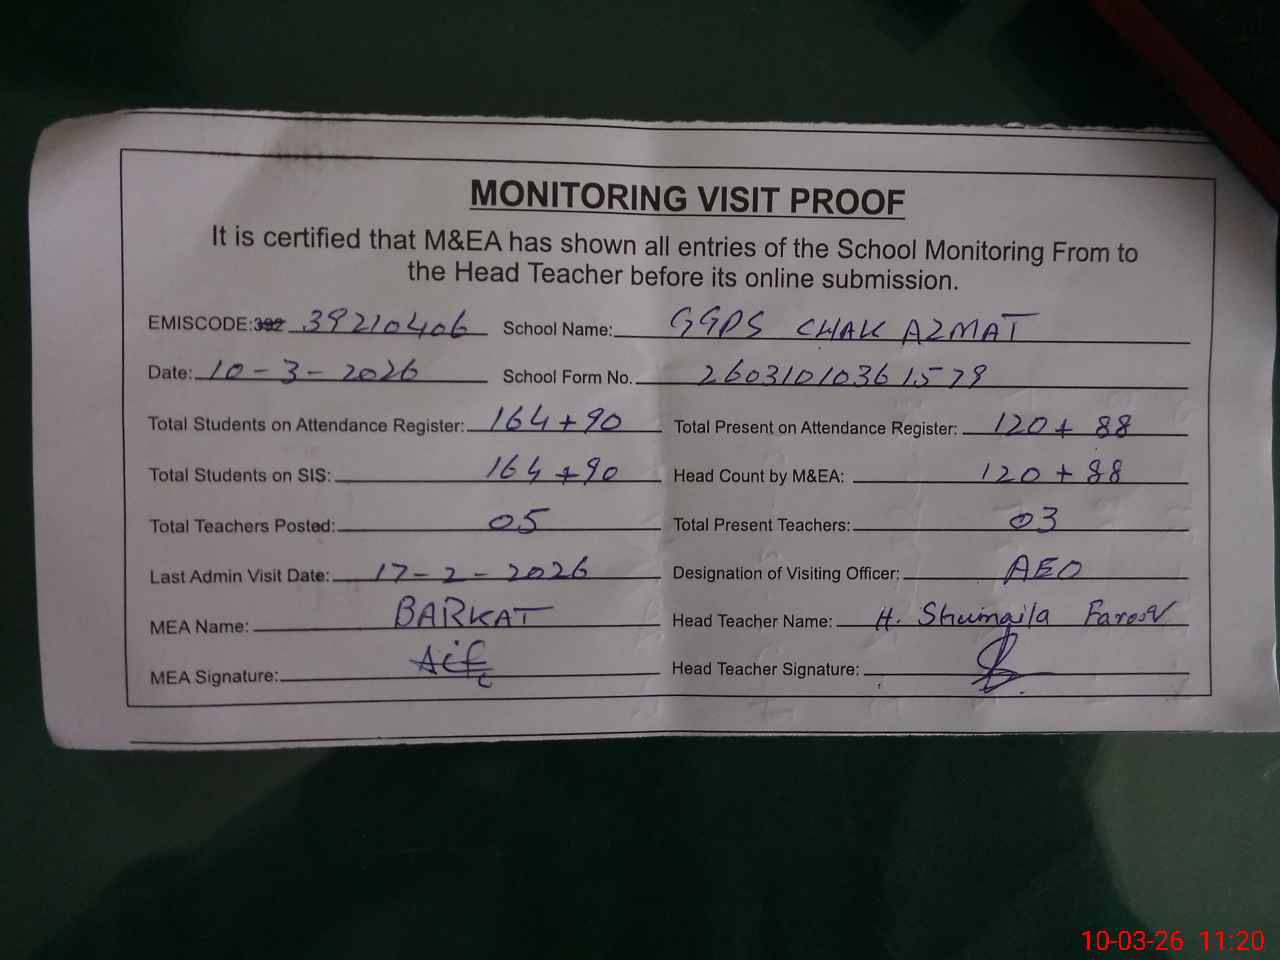 MONITORING VISIT PROOF
It is certified that M&EA has shown all entries of the School Monitoring From to
the Head Teacher before its online submission.
EMISCODE:392 39210406 School Name: GGPS CHAK AZMAT
Date: 10-3-2026 School Form No. 2603101036 1579
Total Students on Attendance Register: 164+90 Total Present on Attendance Register: 120+88
Total Students on SIS: 164+90 Head Count by M&EA: 120+88
Total Teachers Posted: 05 Total Present Teachers: 03
Last Admin Visit Date: 17-2-2026 Designation of Visiting Officer: AEO
MEA Name: BARKAT Head Teacher Name: H. Shumaila
MEA Signature: Head Teacher Signature:
10-03-26 11:20